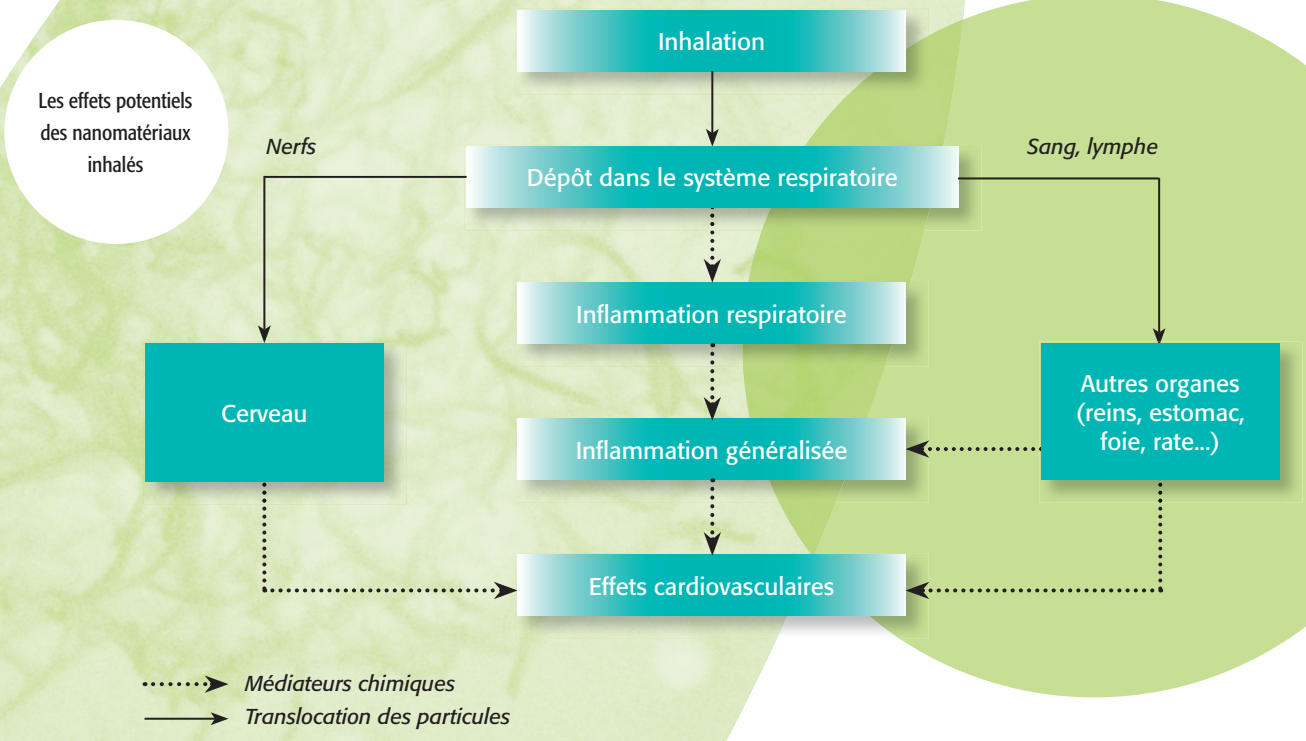 Les effets potentiels
des nanomatériaux
inhalés
Inhalation
Nerfs
Sang, lymphe
Dépôt dans le système respiratoire
Inflammation respiratoire
Cerveau
Autres organes
(reins, estomac,
foie, rate...)
Inflammation généralisée
Effets cardiovasculaires
Médiateurs chimiques
Translocation des particules